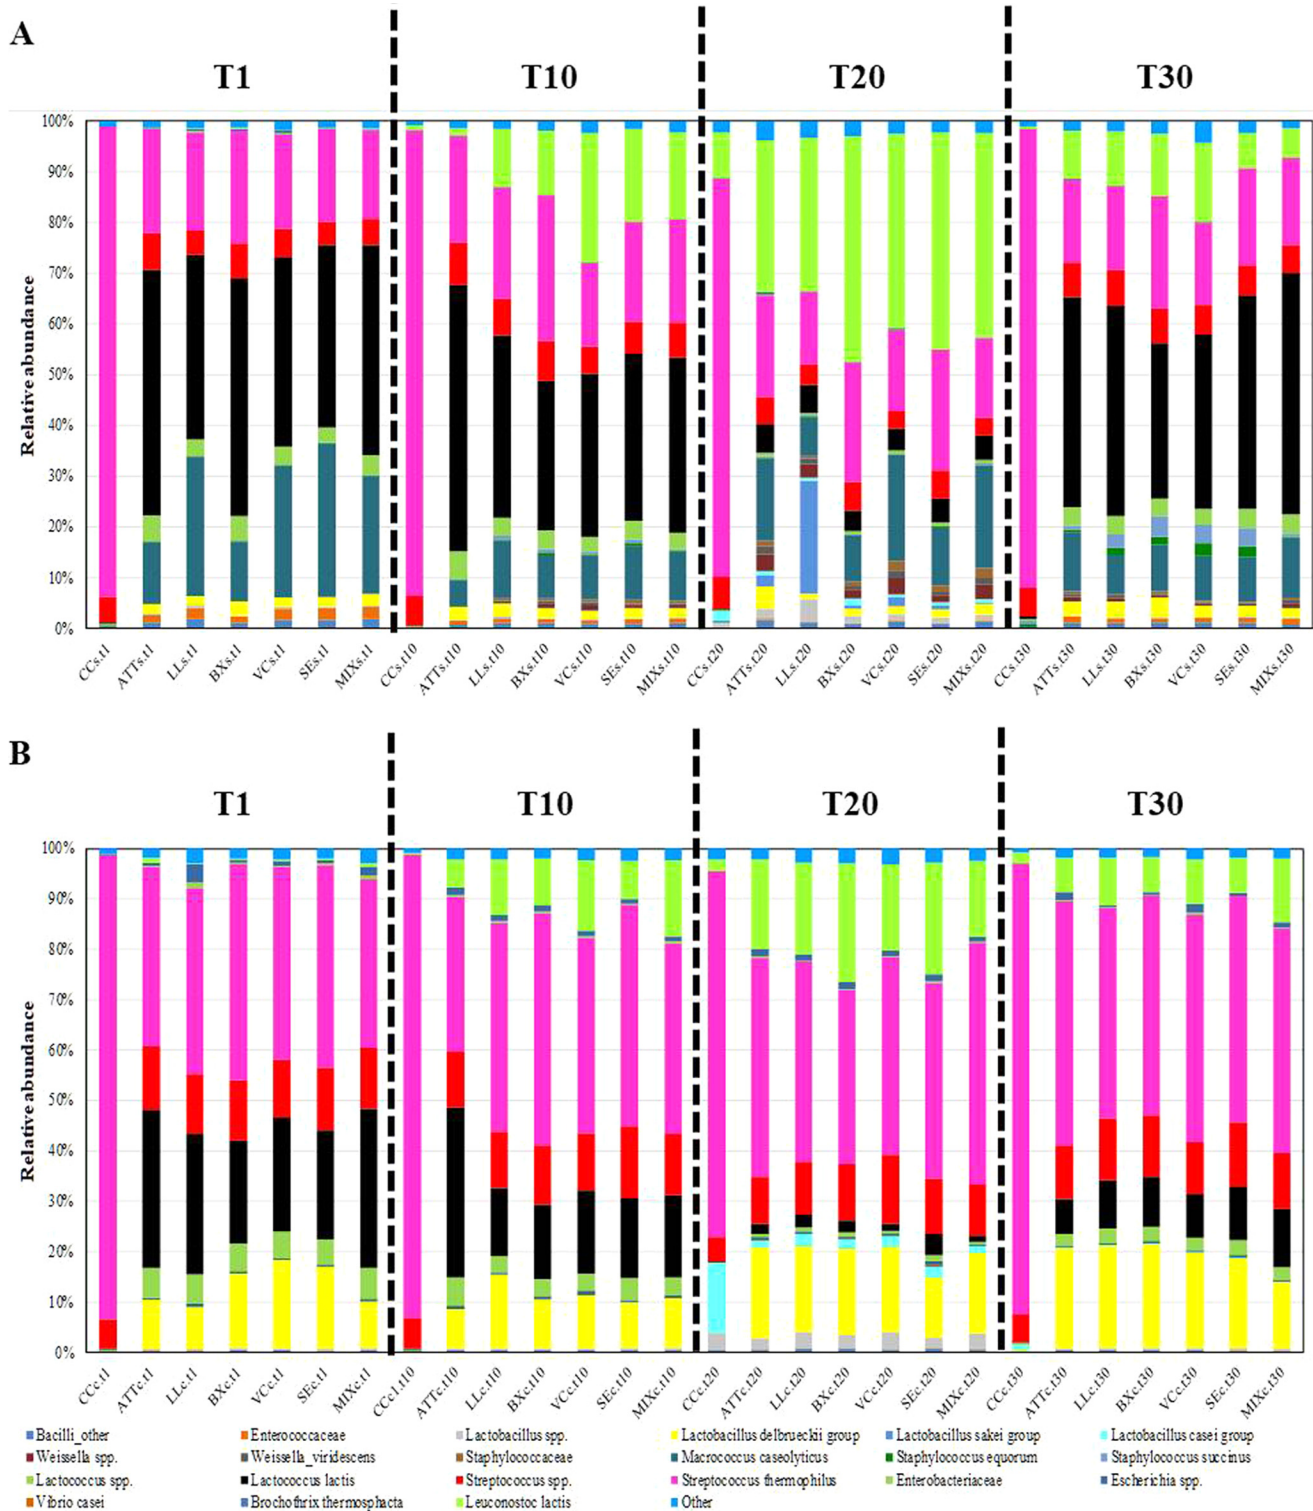 A
T1 T10 T20 T30
100%
90%
80%
70%
60%
50%
40%
30%
20%
10%
0%
Relative abundance
CCs.t1 ATTs.t1 LLs.t1 BXs.t1 VCs.t1 SEs.t1 MIXs.t1 CCs.t10 ATTs.t10 LLs.t10 BXs.t10 VCs.t10 SEs.t10 MIXs.t10 CCs.t20 ATTs.t20 LLs.t20 BXs.t20 VCs.t20 SEs.t20 MIXs.t20 CCs.t30 ATTs.t30 LLs.t30 BXs.t30 VCs.t30 SEs.t30 MIXs.t30
B
T1 T10 T20 T30
100%
90%
80%
70%
60%
50%
40%
30%
20%
10%
0%
Relative abundance
CCc.t1 ATTc.t1 LLc.t1 BXc.t1 VCc.t1 SEc.t1 MIXc.t1 CCc1.t10 ATTc.t10 LLc.t10 BXc.t10 VCc.t10 SEc.t10 MIXc.t10 CCc.t20 ATTc.t20 LLc.t20 BXc.t20 VCc.t20 SEc.t20 MIXc.t20 CCc.t30 ATTc.t30 LLc.t30 BXc.t30 VCc.t30 SEc.t30 MIXc.t30
Bacilli_other Enterococcaceae Lactobacillus spp. Lactobacillus delbrueckii group Lactobacillus sakei group Lactobacillus casei group
Weissella spp. Weissella_viridescens Staphylococcaceae Macrococcus caseolyticus Staphylococcus equorum Staphylococcus succinus
Lactococcus spp. Lactococcus lactis Streptococcus spp. Streptococcus thermophilus Enterobacteriaceae Escherichia spp.
Vibrio casei Brochothrix thermosphacta Leuconostoc lactis Other